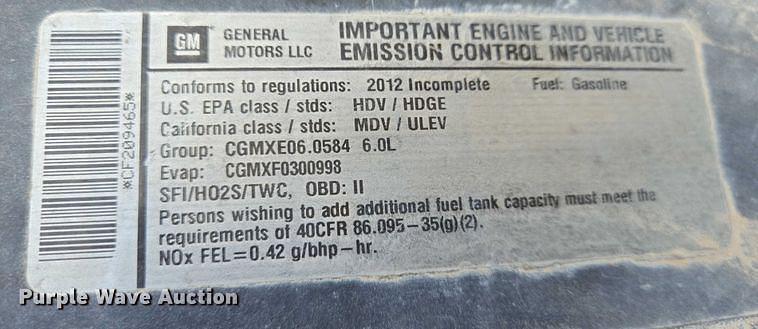 GM
GENERAL
MOTORS LLC
IMPORTANT ENGINE AND VEHICLE
EMISSION CONTROL INFORMATION
Conforms to regulations: 2012 Incomplete Fuel: Gasoline
U.S. EPA class / stds: HDV / HDGE
California class / stds: MDV / ULEV
Group: CGMXE06.0584 6.0L
Evap: CGMXF0300998
SFI/HO2S/TWC, OBD: II
Persons wishing to add additional fuel tank capacity must meet the
requirements of 40CFR 86.095-35(g)(2).
NOx FEL=0.42 g/bhp-hr.
*CF209465*
Purple Wave Auction